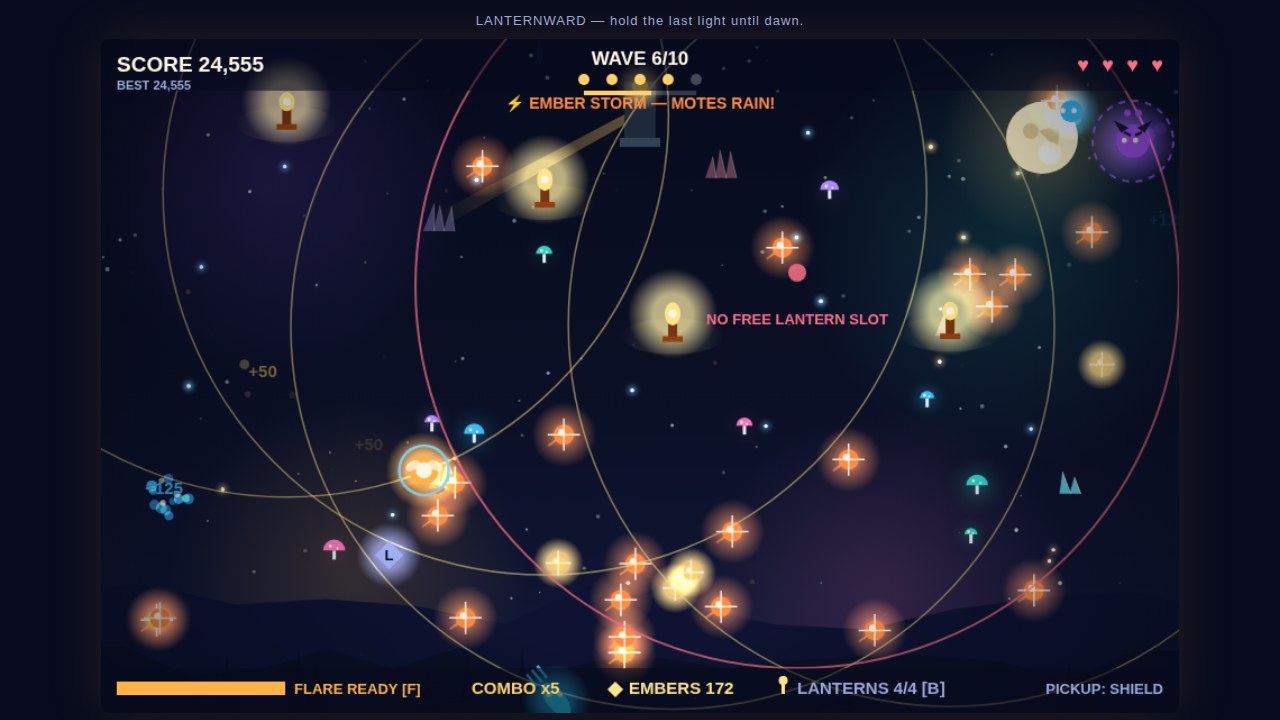 LANTERNWARD — hold the last light until dawn.
SCORE 24,555
BEST 24,555
WAVE 6/10
⚡ EMBER STORM — MOTES RAIN!
NO FREE LANTERN SLOT
+50
+50
125
L
FLARE READY [F]
COMBO x5
EMBERS 172
LANTERNS 4/4 [B]
PICKUP: SHIELD